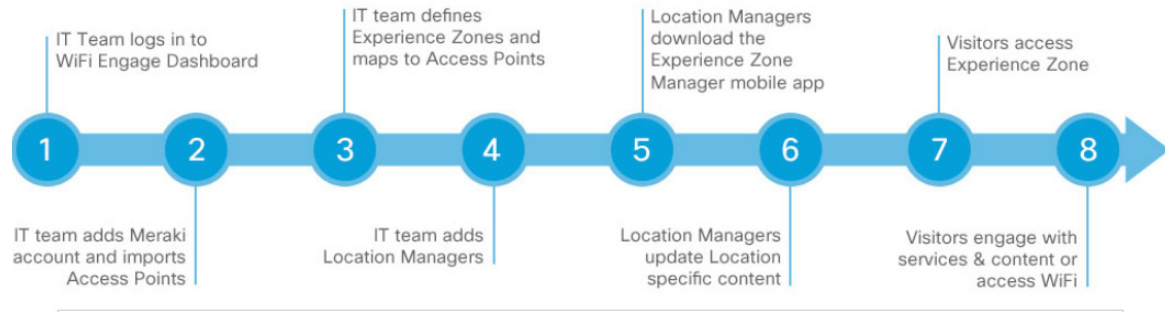 IT Team logs in to
WiFi Engage Dashboard
IT team defines
Experience Zones and
maps to Access Points
Location Managers
download the
Experience Zone
Manager mobile app
Visitors access
Experience Zone
1
2
3
4
5
6
7
8
IT team adds Meraki
account and imports
Access Points
IT team adds
Location Managers
Location Managers
update Location
specific content
Visitors engage with
services & content or
access WiFi